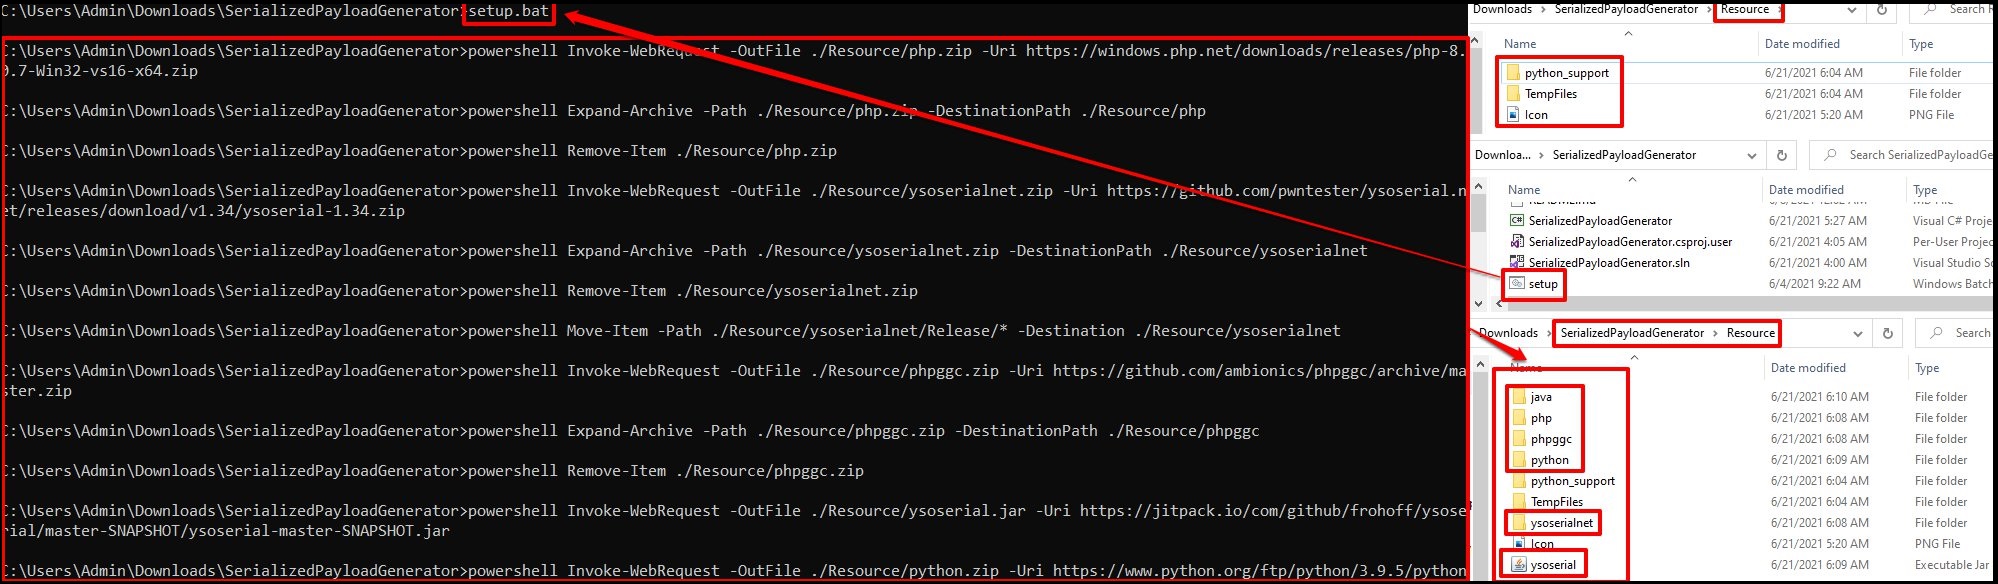 C:\Users\Admin\Downloads\SerializedPayloadGenerator>setup.bat
C:\Users\Admin\Downloads\SerializedPayloadGenerator>powershell Invoke-WebRequest -OutFile ./Resource/php.zip -Uri https://windows.php.net/downloads/releases/php-8.
0.7-Win32-vs16-x64.zip
C:\Users\Admin\Downloads\SerializedPayloadGenerator>powershell Expand-Archive -Path ./Resource/php.zip -DestinationPath ./Resource/php
C:\Users\Admin\Downloads\SerializedPayloadGenerator>powershell Remove-Item ./Resource/php.zip
C:\Users\Admin\Downloads\SerializedPayloadGenerator>powershell Invoke-WebRequest -OutFile ./Resource/ysoserialnet.zip -Uri https://github.com/pwntester/ysoserial.n
et/releases/download/v1.34/ysoserial-1.34.zip
C:\Users\Admin\Downloads\SerializedPayloadGenerator>powershell Expand-Archive -Path ./Resource/ysoserialnet.zip -DestinationPath ./Resource/ysoserialnet
C:\Users\Admin\Downloads\SerializedPayloadGenerator>powershell Remove-Item ./Resource/ysoserialnet.zip
C:\Users\Admin\Downloads\SerializedPayloadGenerator>powershell Move-Item -Path ./Resource/ysoserialnet/Release/* -Destination ./Resource/ysoserialnet
C:\Users\Admin\Downloads\SerializedPayloadGenerator>powershell Invoke-WebRequest -OutFile ./Resource/phpggc.zip -Uri https://github.com/ambionics/phpggc/archive/ma
ster.zip
C:\Users\Admin\Downloads\SerializedPayloadGenerator>powershell Expand-Archive -Path ./Resource/phpggc.zip -DestinationPath ./Resource/phpggc
C:\Users\Admin\Downloads\SerializedPayloadGenerator>powershell Remove-Item ./Resource/phpggc.zip
C:\Users\Admin\Downloads\SerializedPayloadGenerator>powershell Invoke-WebRequest -OutFile ./Resource/ysoserial.jar -Uri https://jitpack.io/com/github/frohoff/ysose
rial/master-SNAPSHOT/ysoserial-master-SNAPSHOT.jar
C:\Users\Admin\Downloads\SerializedPayloadGenerator>powershell Invoke-WebRequest -OutFile ./Resource/python.zip -Uri https://www.python.org/ftp/python/3.9.5/python
Downloads > SerializedPayloadGenerator > Resource > Search R
Name Date modified Type
python_support 6/21/2021 6:04 AM File folder
TempFiles 6/21/2021 6:04 AM File folder
Icon 6/21/2021 5:20 AM PNG File
Downloa... > SerializedPayloadGenerator Search SerializedPayloadGe
Name Date modified Type
SerializedPayloadGenerator 6/21/2021 5:27 AM Visual C# Proje
SerializedPayloadGenerator.csproj.user 6/21/2021 4:05 AM Per-User Projec
SerializedPayloadGenerator.sln 6/21/2021 4:00 AM Visual Studio So
setup 6/4/2021 9:22 AM Windows Batch
Downloads > SerializedPayloadGenerator > Resource Search
Name Date modified Type
java 6/21/2021 6:10 AM File folder
php 6/21/2021 6:08 AM File folder
phpggc 6/21/2021 6:08 AM File folder
python 6/21/2021 6:09 AM File folder
python_support 6/21/2021 6:04 AM File folder
TempFiles 6/21/2021 6:04 AM File folder
ysoserialnet 6/21/2021 6:08 AM File folder
Icon 6/21/2021 5:20 AM PNG File
ysoserial 6/21/2021 6:09 AM Executable Jar